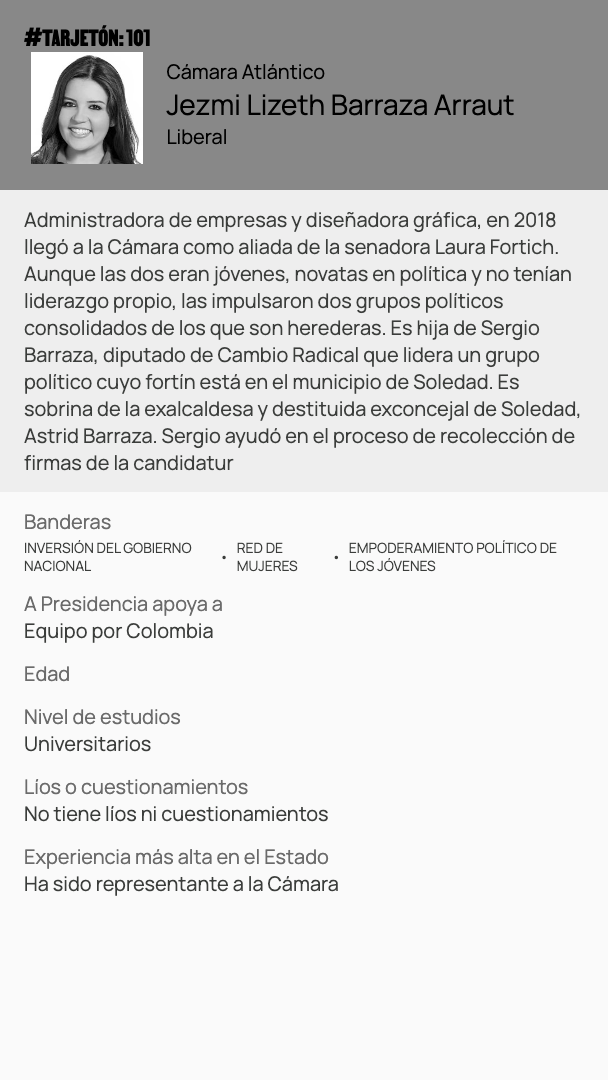 #TARJETÓN: 101
Cámara Atlántico
Jezmi Lizeth Barraza Arraut
Liberal
Administradora de empresas y diseñadora gráfica, en 2018
llegó a la Cámara como aliada de la senadora Laura Fortich.
Aunque las dos eran jóvenes, novatas en política y no tenían
liderazgo propio, las impulsaron dos grupos políticos
consolidados de los que son herederas. Es hija de Sergio
Barraza, diputado de Cambio Radical que lidera un grupo
político cuyo fortín está en el municipio de Soledad. Es
sobrina de la exalcaldesa y destituida exconcejal de Soledad,
Astrid Barraza. Sergio ayudó en el proceso de recolección de
firmas de la candidatur
Banderas
INVERSIÓN DEL GOBIERNO NACIONAL • RED DE MUJERES • EMPODERAMIENTO POLÍTICO DE LOS JÓVENES
A Presidencia apoya a
Equipo por Colombia
Edad
Nivel de estudios
Universitarios
Líos o cuestionamientos
No tiene líos ni cuestionamientos
Experiencia más alta en el Estado
Ha sido representante a la Cámara